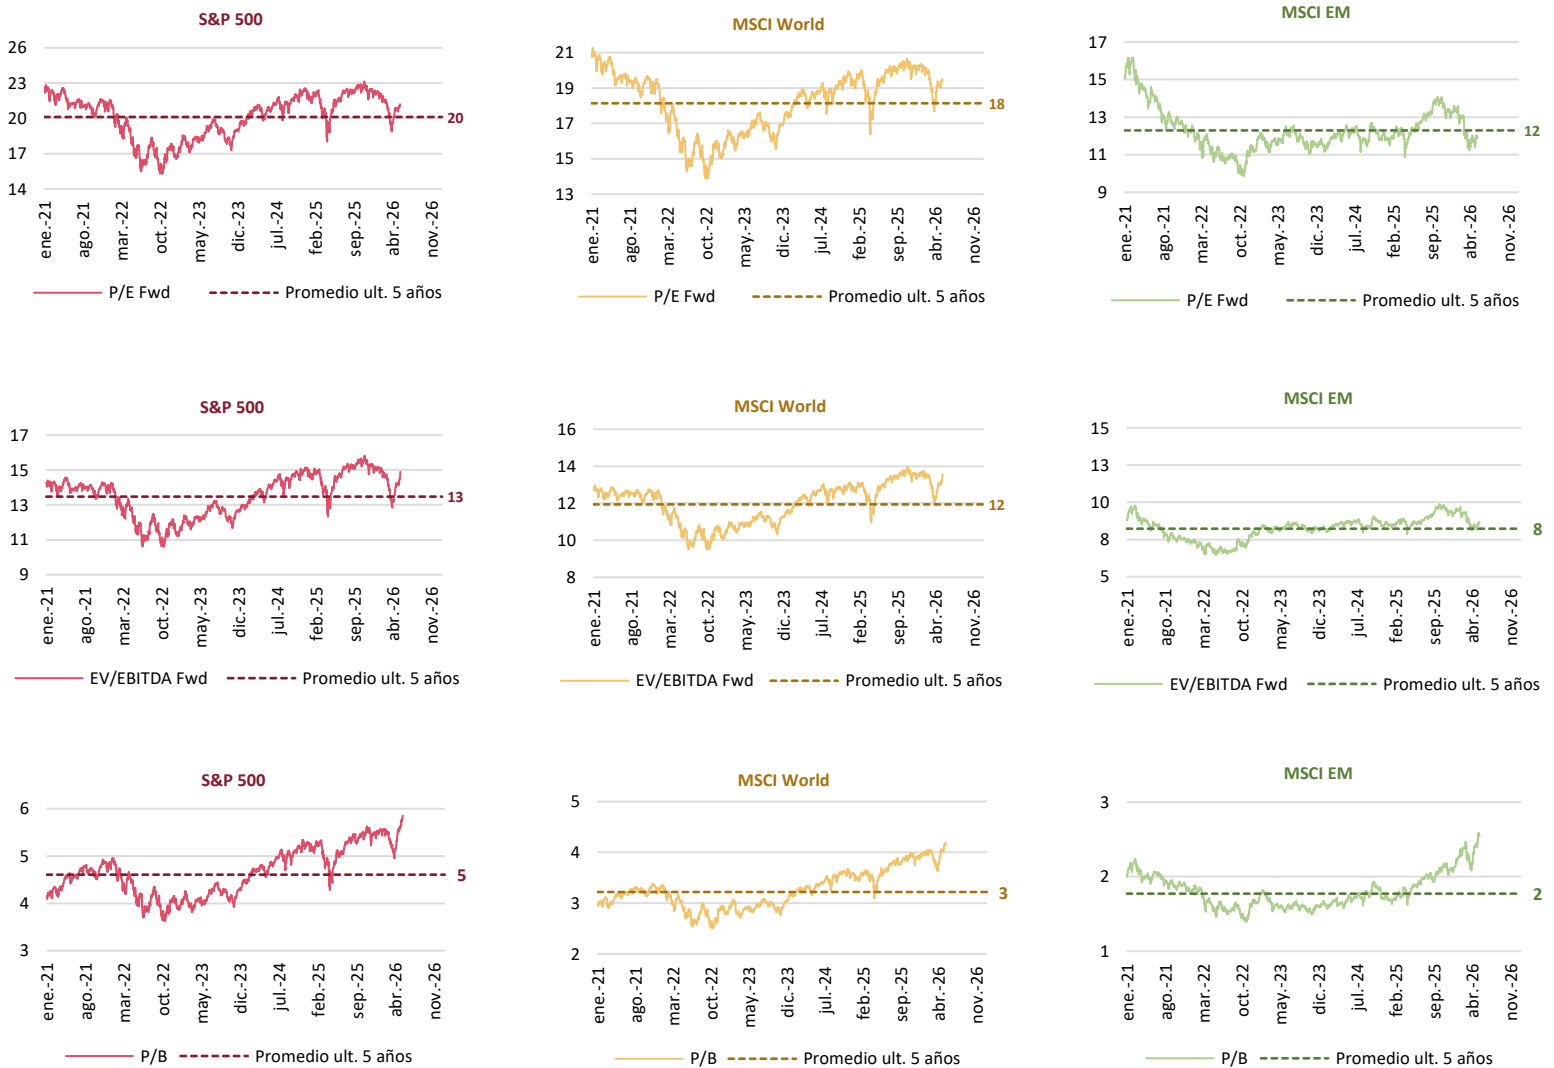 S&P 500
26
23
20
17
14
20
ene.-21
ago.-21
mar.-22
oct.-22
may.-23
dic.-23
jul.-24
feb.-25
sep.-25
abr.-26
nov.-26
P/E Fwd
Promedio ult. 5 años
MSCI World
21
19
17
15
13
18
ene.-21
ago.-21
mar.-22
oct.-22
may.-23
dic.-23
jul.-24
feb.-25
sep.-25
abr.-26
nov.-26
P/E Fwd
Promedio ult. 5 años
MSCI EM
17
15
13
11
9
12
ene.-21
ago.-21
mar.-22
oct.-22
may.-23
dic.-23
jul.-24
feb.-25
sep.-25
abr.-26
nov.-26
P/E Fwd
Promedio ult. 5 años
S&P 500
17
15
13
11
9
13
ene.-21
ago.-21
mar.-22
oct.-22
may.-23
dic.-23
jul.-24
feb.-25
sep.-25
abr.-26
nov.-26
EV/EBITDA Fwd
Promedio ult. 5 años
MSCI World
16
14
12
10
8
12
ene.-21
ago.-21
mar.-22
oct.-22
may.-23
dic.-23
jul.-24
feb.-25
sep.-25
abr.-26
nov.-26
EV/EBITDA Fwd
Promedio ult. 5 años
MSCI EM
15
13
10
8
5
8
ene.-21
ago.-21
mar.-22
oct.-22
may.-23
dic.-23
jul.-24
feb.-25
sep.-25
abr.-26
nov.-26
EV/EBITDA Fwd
Promedio ult. 5 años
S&P 500
6
5
4
3
5
ene.-21
ago.-21
mar.-22
oct.-22
may.-23
dic.-23
jul.-24
feb.-25
sep.-25
abr.-26
nov.-26
P/B
Promedio ult. 5 años
MSCI World
5
4
3
2
3
ene.-21
ago.-21
mar.-22
oct.-22
may.-23
dic.-23
jul.-24
feb.-25
sep.-25
abr.-26
nov.-26
P/B
Promedio ult. 5 años
MSCI EM
3
2
1
2
ene.-21
ago.-21
mar.-22
oct.-22
may.-23
dic.-23
jul.-24
feb.-25
sep.-25
abr.-26
nov.-26
P/B
Promedio ult. 5 años